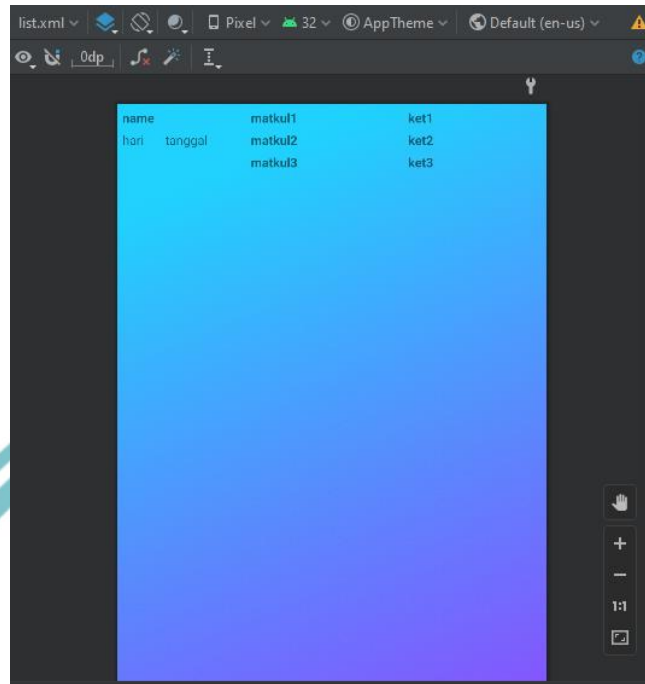 list.xml Pixel 32 AppTheme Default (en-us)
0dp
name matkul1 ket1
hari tanggal matkul2 ket2
matkul3 ket3
1:1